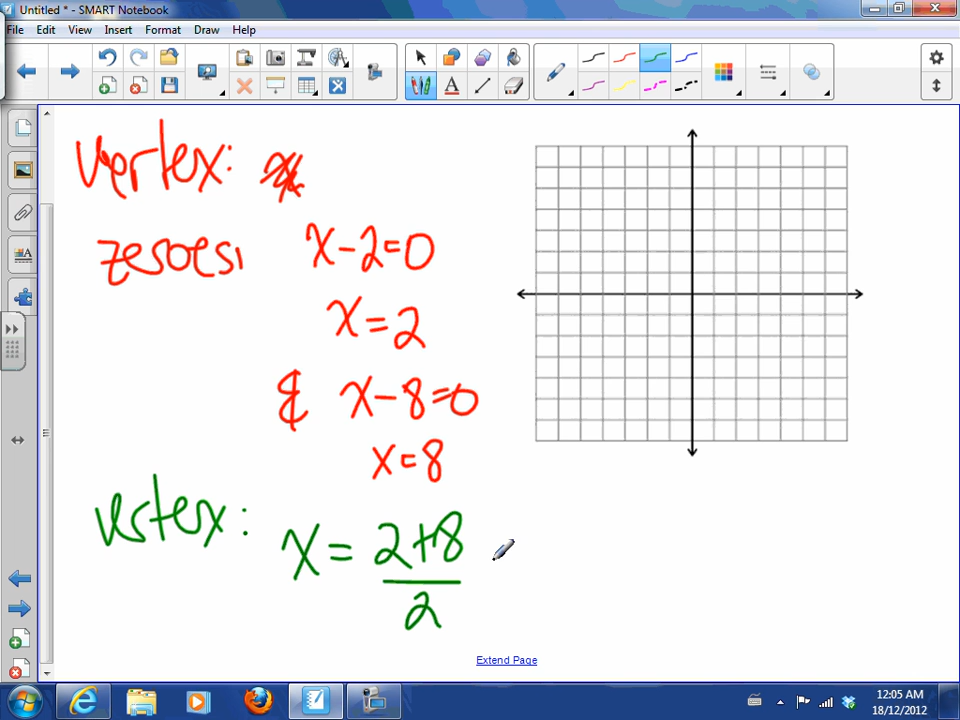 Untitled * - SMART Notebook
File Edit View Insert Format Draw Help
vertex:
zeroes:
x-2=0
x=2
& x-8=0
x=8
vertex: x = 2+8
2
Extend Page
12:05 AM
18/12/2012